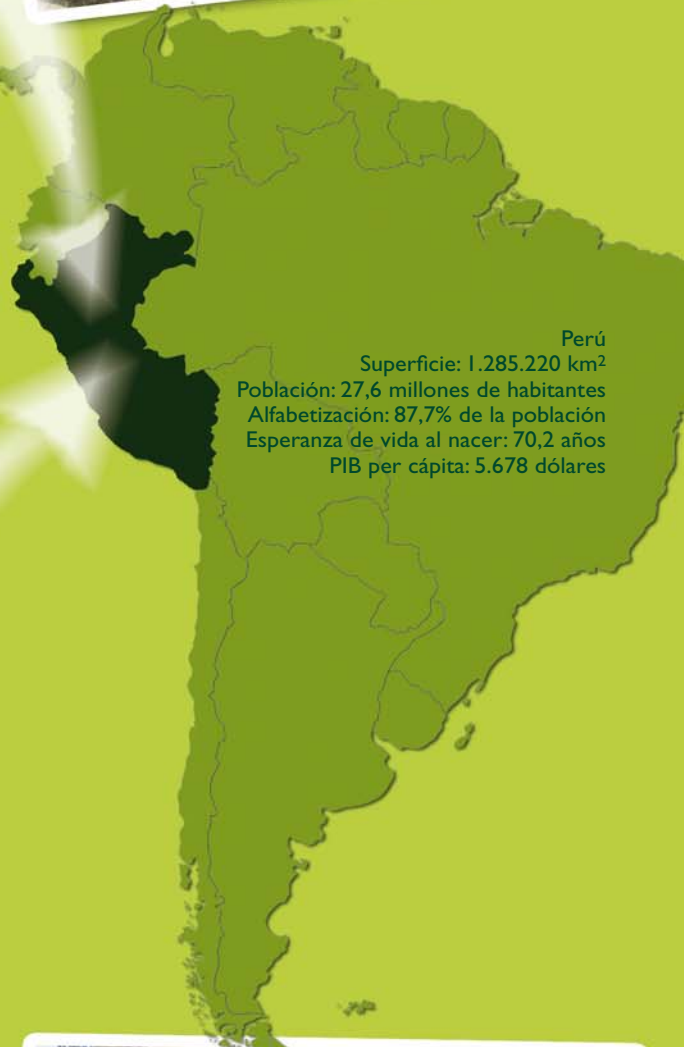 Perú
Superficie: 1.285.220 km²
Población: 27,6 millones de habitantes
Alfabetización: 87,7% de la población
Esperanza de vida al nacer: 70,2 años
PIB per cápita: 5.678 dólares